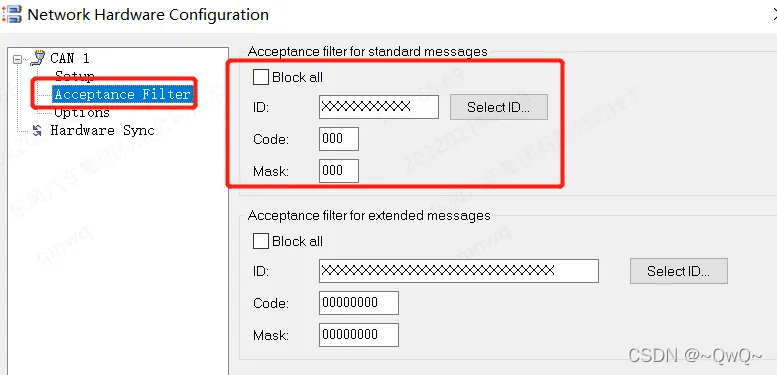 Network Hardware Configuration
CAN 1
Setup
Acceptance Filter
Options
Hardware Sync
Acceptance filter for standard messages
Block all
ID:
XXXXXXXXXXX
Select ID...
Code:
000
Mask:
000
Acceptance filter for extended messages
Block all
ID:
XXXXXXXXXXXXXXXXXXXXXXXXXXXXX
Select ID...
Code:
00000000
Mask:
00000000
qinwq
qinwq
CSDN @~QwQ~